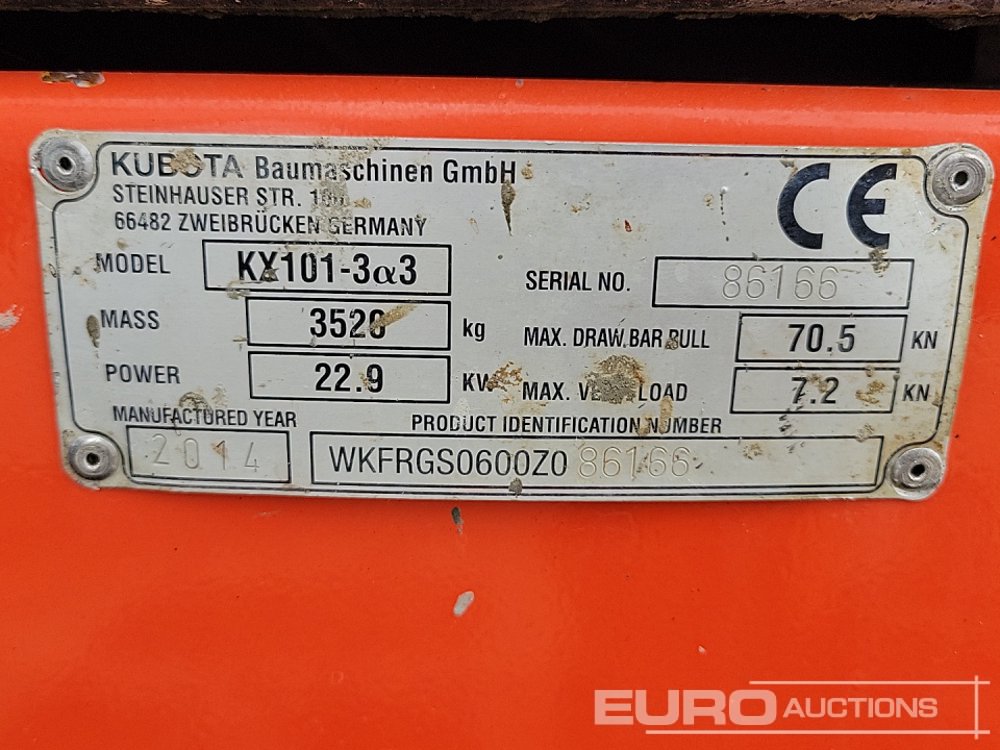 KUBOTA Baumaschinen GmbH
STEINHAUSER STR. 100
66482 ZWEIBRÜCKEN GERMANY
CE
MODEL KX101-3α3
SERIAL NO. 86166
MASS 3520 kg
MAX. DRAW BAR PULL 70.5 KN
POWER 22.9 KW
MAX. VERT. LOAD 7.2 KN
MANUFACTURED YEAR
2014
PRODUCT IDENTIFICATION NUMBER
WKFRGS0600Z086166
EURO AUCTIONS